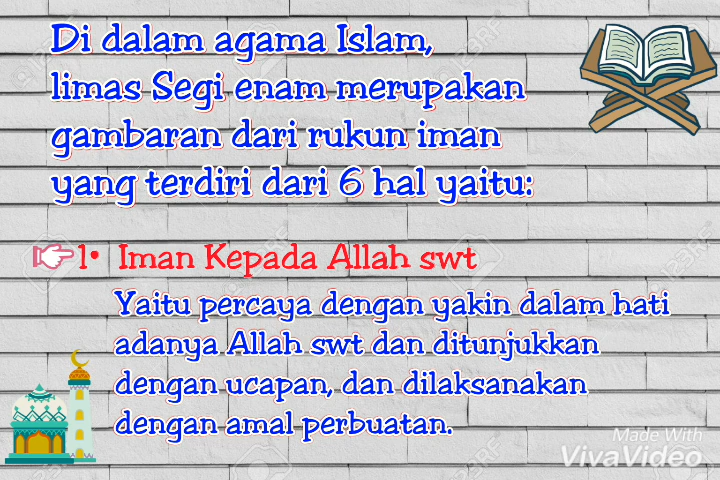 Di dalam agama Islam,
limas Segi enam merupakan
gambaran dari rukun iman
yang terdiri dari 6 hal yaitu:
1• Iman Kepada Allah swt
Yaitu percaya dengan yakin dalam hati
adanya Allah swt dan ditunjukkan
dengan ucapan, dan dilaksanakan
dengan amal perbuatan.
Made With
VivaVideo